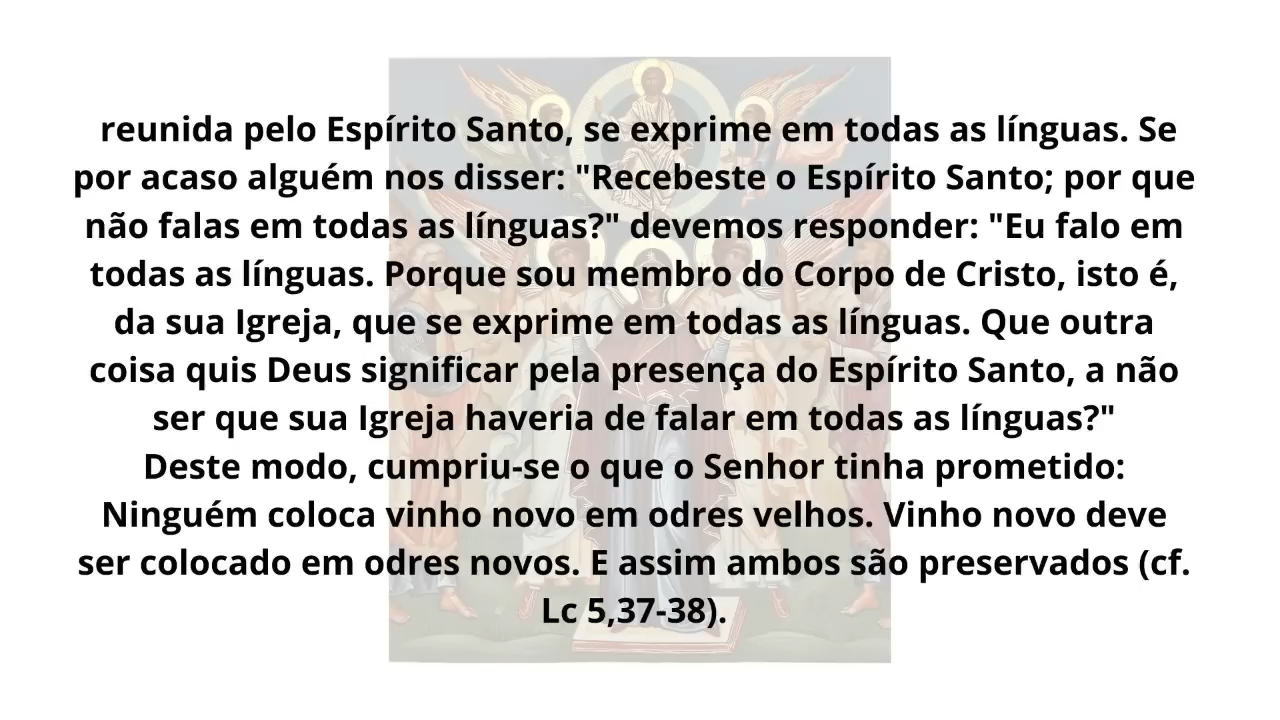 reunida pelo Espírito Santo, se exprime em todas as línguas. Se
por acaso alguém nos disser: "Recebeste o Espírito Santo; por que
não falas em todas as línguas?" devemos responder: "Eu falo em
todas as línguas. Porque sou membro do Corpo de Cristo, isto é,
da sua Igreja, que se exprime em todas as línguas. Que outra
coisa quis Deus significar pela presença do Espírito Santo, a não
ser que sua Igreja haveria de falar em todas as línguas?"
Deste modo, cumpriu-se o que o Senhor tinha prometido:
Ninguém coloca vinho novo em odres velhos. Vinho novo deve
ser colocado em odres novos. E assim ambos são preservados (cf.
Lc 5,37-38).